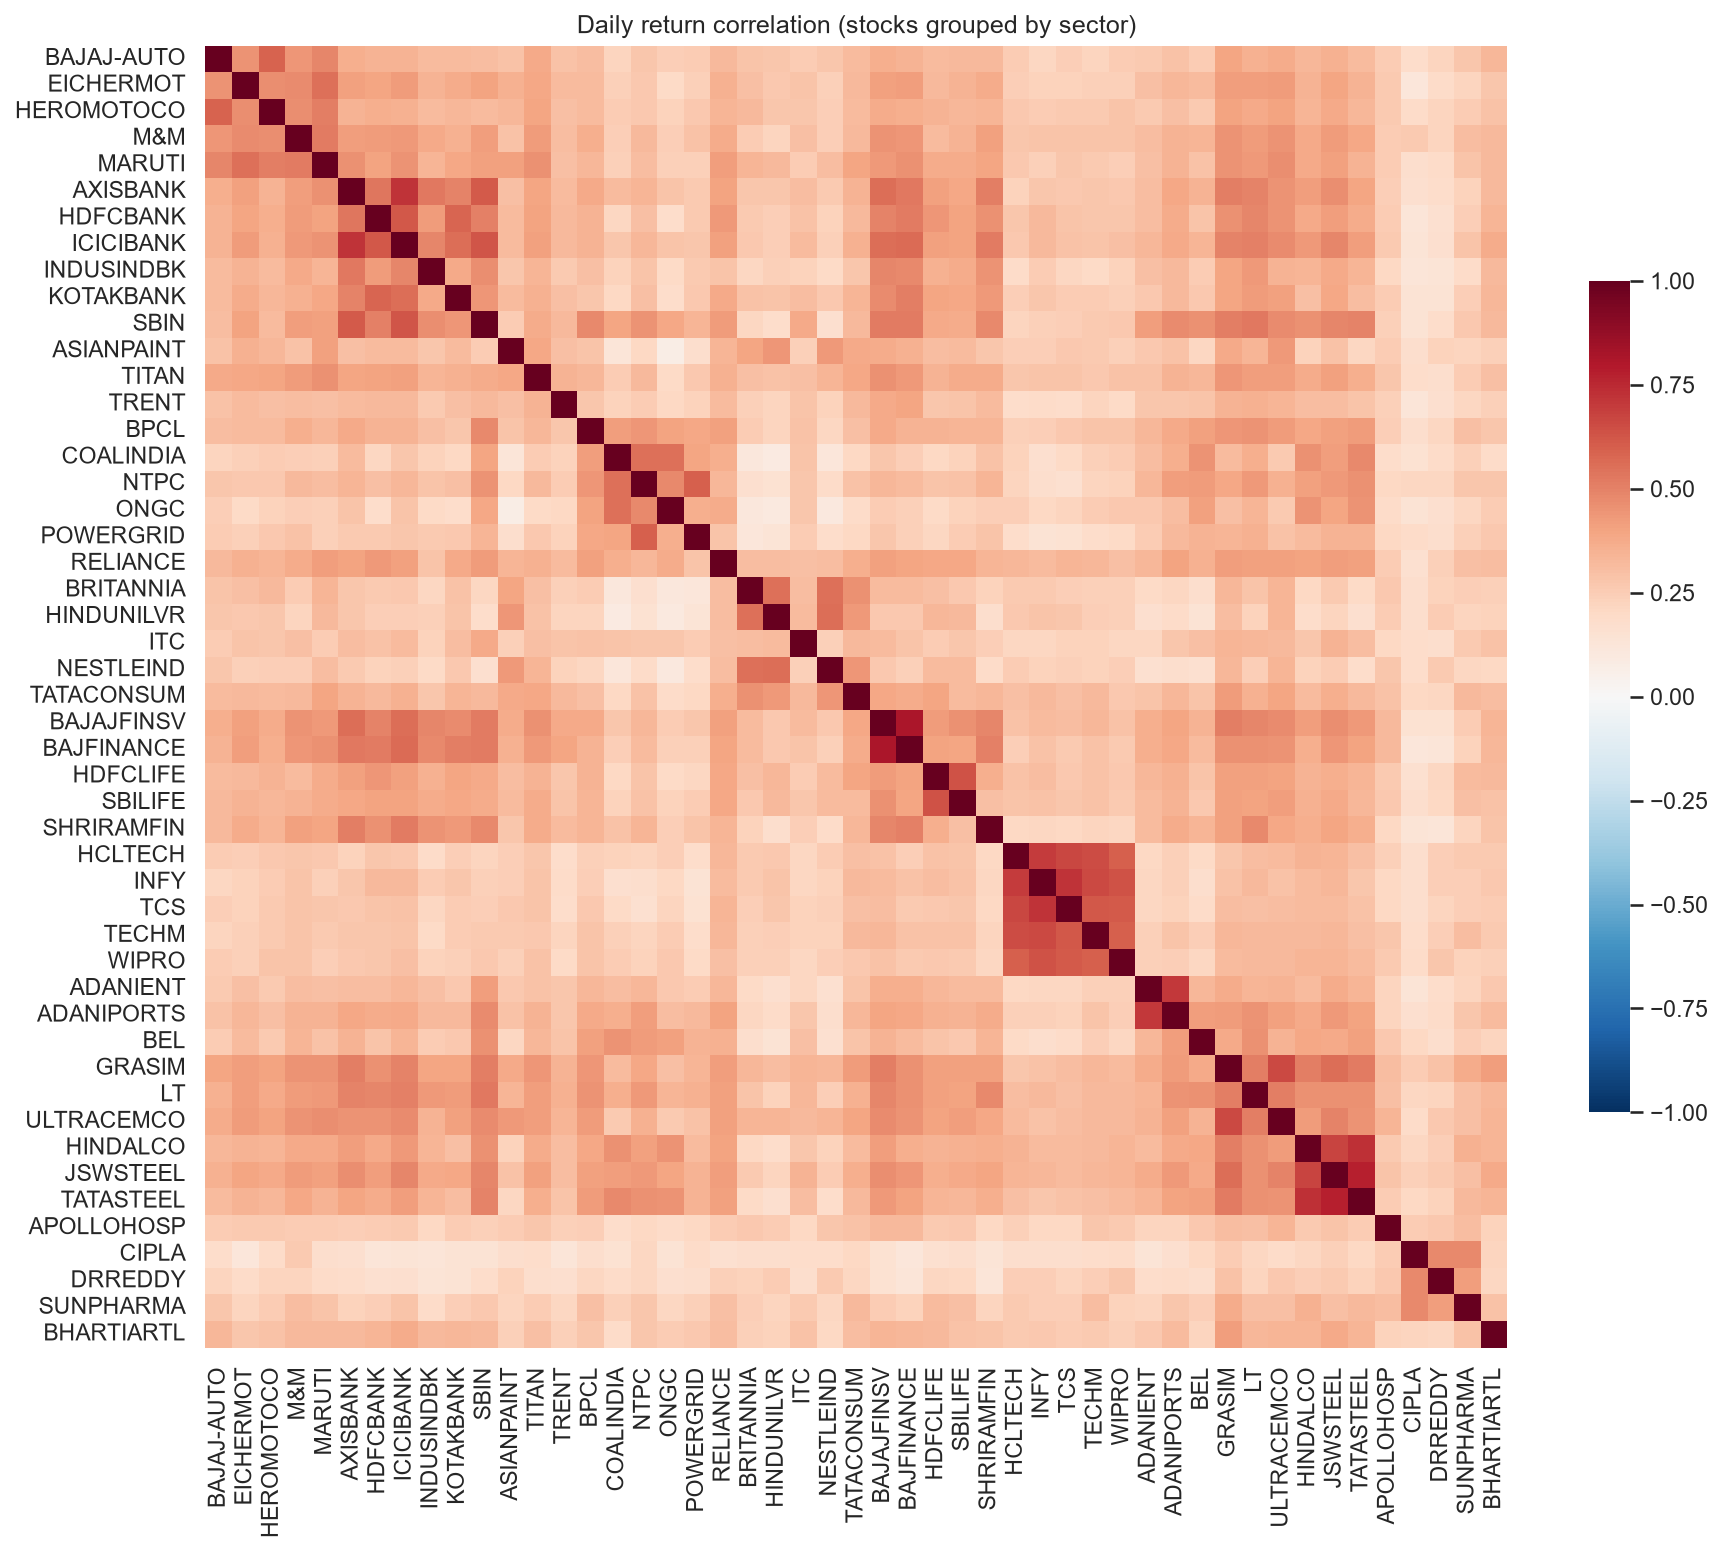 Daily return correlation (stocks grouped by sector)
BAJAJ-AUTO
EICHERMOT
HEROMOTOCO
M&M
MARUTI
AXISBANK
HDFCBANK
ICICIBANK
INDUSINDBK
KOTAKBANK
SBIN
ASIANPAINT
TITAN
TRENT
BPCL
COALINDIA
NTPC
ONGC
POWERGRID
RELIANCE
BRITANNIA
HINDUNILVR
ITC
NESTLEIND
TATACONSUM
BAJAJFINSV
BAJFINANCE
HDFCLIFE
SBILIFE
SHRIRAMFIN
HCLTECH
INFY
TCS
TECHM
WIPRO
ADANIENT
ADANIPORTS
BEL
GRASIM
LT
ULTRACEMCO
HINDALCO
JSWSTEEL
TATASTEEL
APOLLOHOSP
CIPLA
DRREDDY
SUNPHARMA
BHARTIARTL
BAJAJ-AUTO
EICHERMOT
HEROMOTOCO
M&M
MARUTI
AXISBANK
HDFCBANK
ICICIBANK
INDUSINDBK
KOTAKBANK
SBIN
ASIANPAINT
TITAN
TRENT
BPCL
COALINDIA
NTPC
ONGC
POWERGRID
RELIANCE
BRITANNIA
HINDUNILVR
ITC
NESTLEIND
TATACONSUM
BAJAJFINSV
BAJFINANCE
HDFCLIFE
SBILIFE
SHRIRAMFIN
HCLTECH
INFY
TCS
TECHM
WIPRO
ADANIENT
ADANIPORTS
BEL
GRASIM
LT
ULTRACEMCO
HINDALCO
JSWSTEEL
TATASTEEL
APOLLOHOSP
CIPLA
DRREDDY
SUNPHARMA
BHARTIARTL
1.00
0.75
0.50
0.25
0.00
−0.25
−0.50
−0.75
−1.00